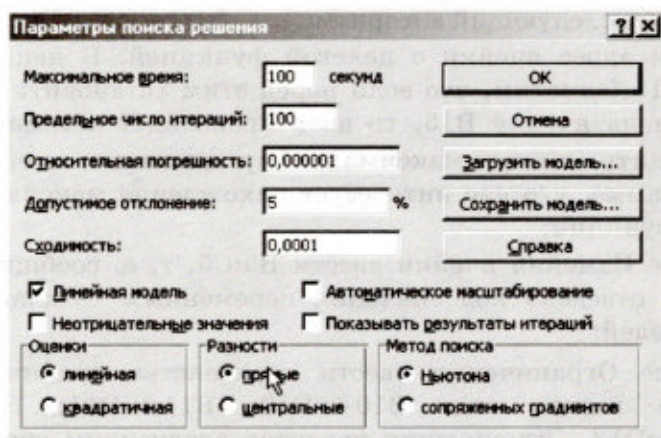 Параметры поиска решения
Максимальное время: 100 секунд
OK
Предельное число итераций: 100
Отмена
Относительная погрешность: 0,000001
Загрузить модель...
Допустимое отклонение: 5 %
Сохранить модель...
Сходимость: 0,0001
Справка
Линейная модель
Автоматическое масштабирование
Неотрицательные значения
Показывать результаты итераций
Оценки
Разности
Метод поиска
линейная
прямые
Ньютона
квадратичная
центральные
сопряженных градиентов